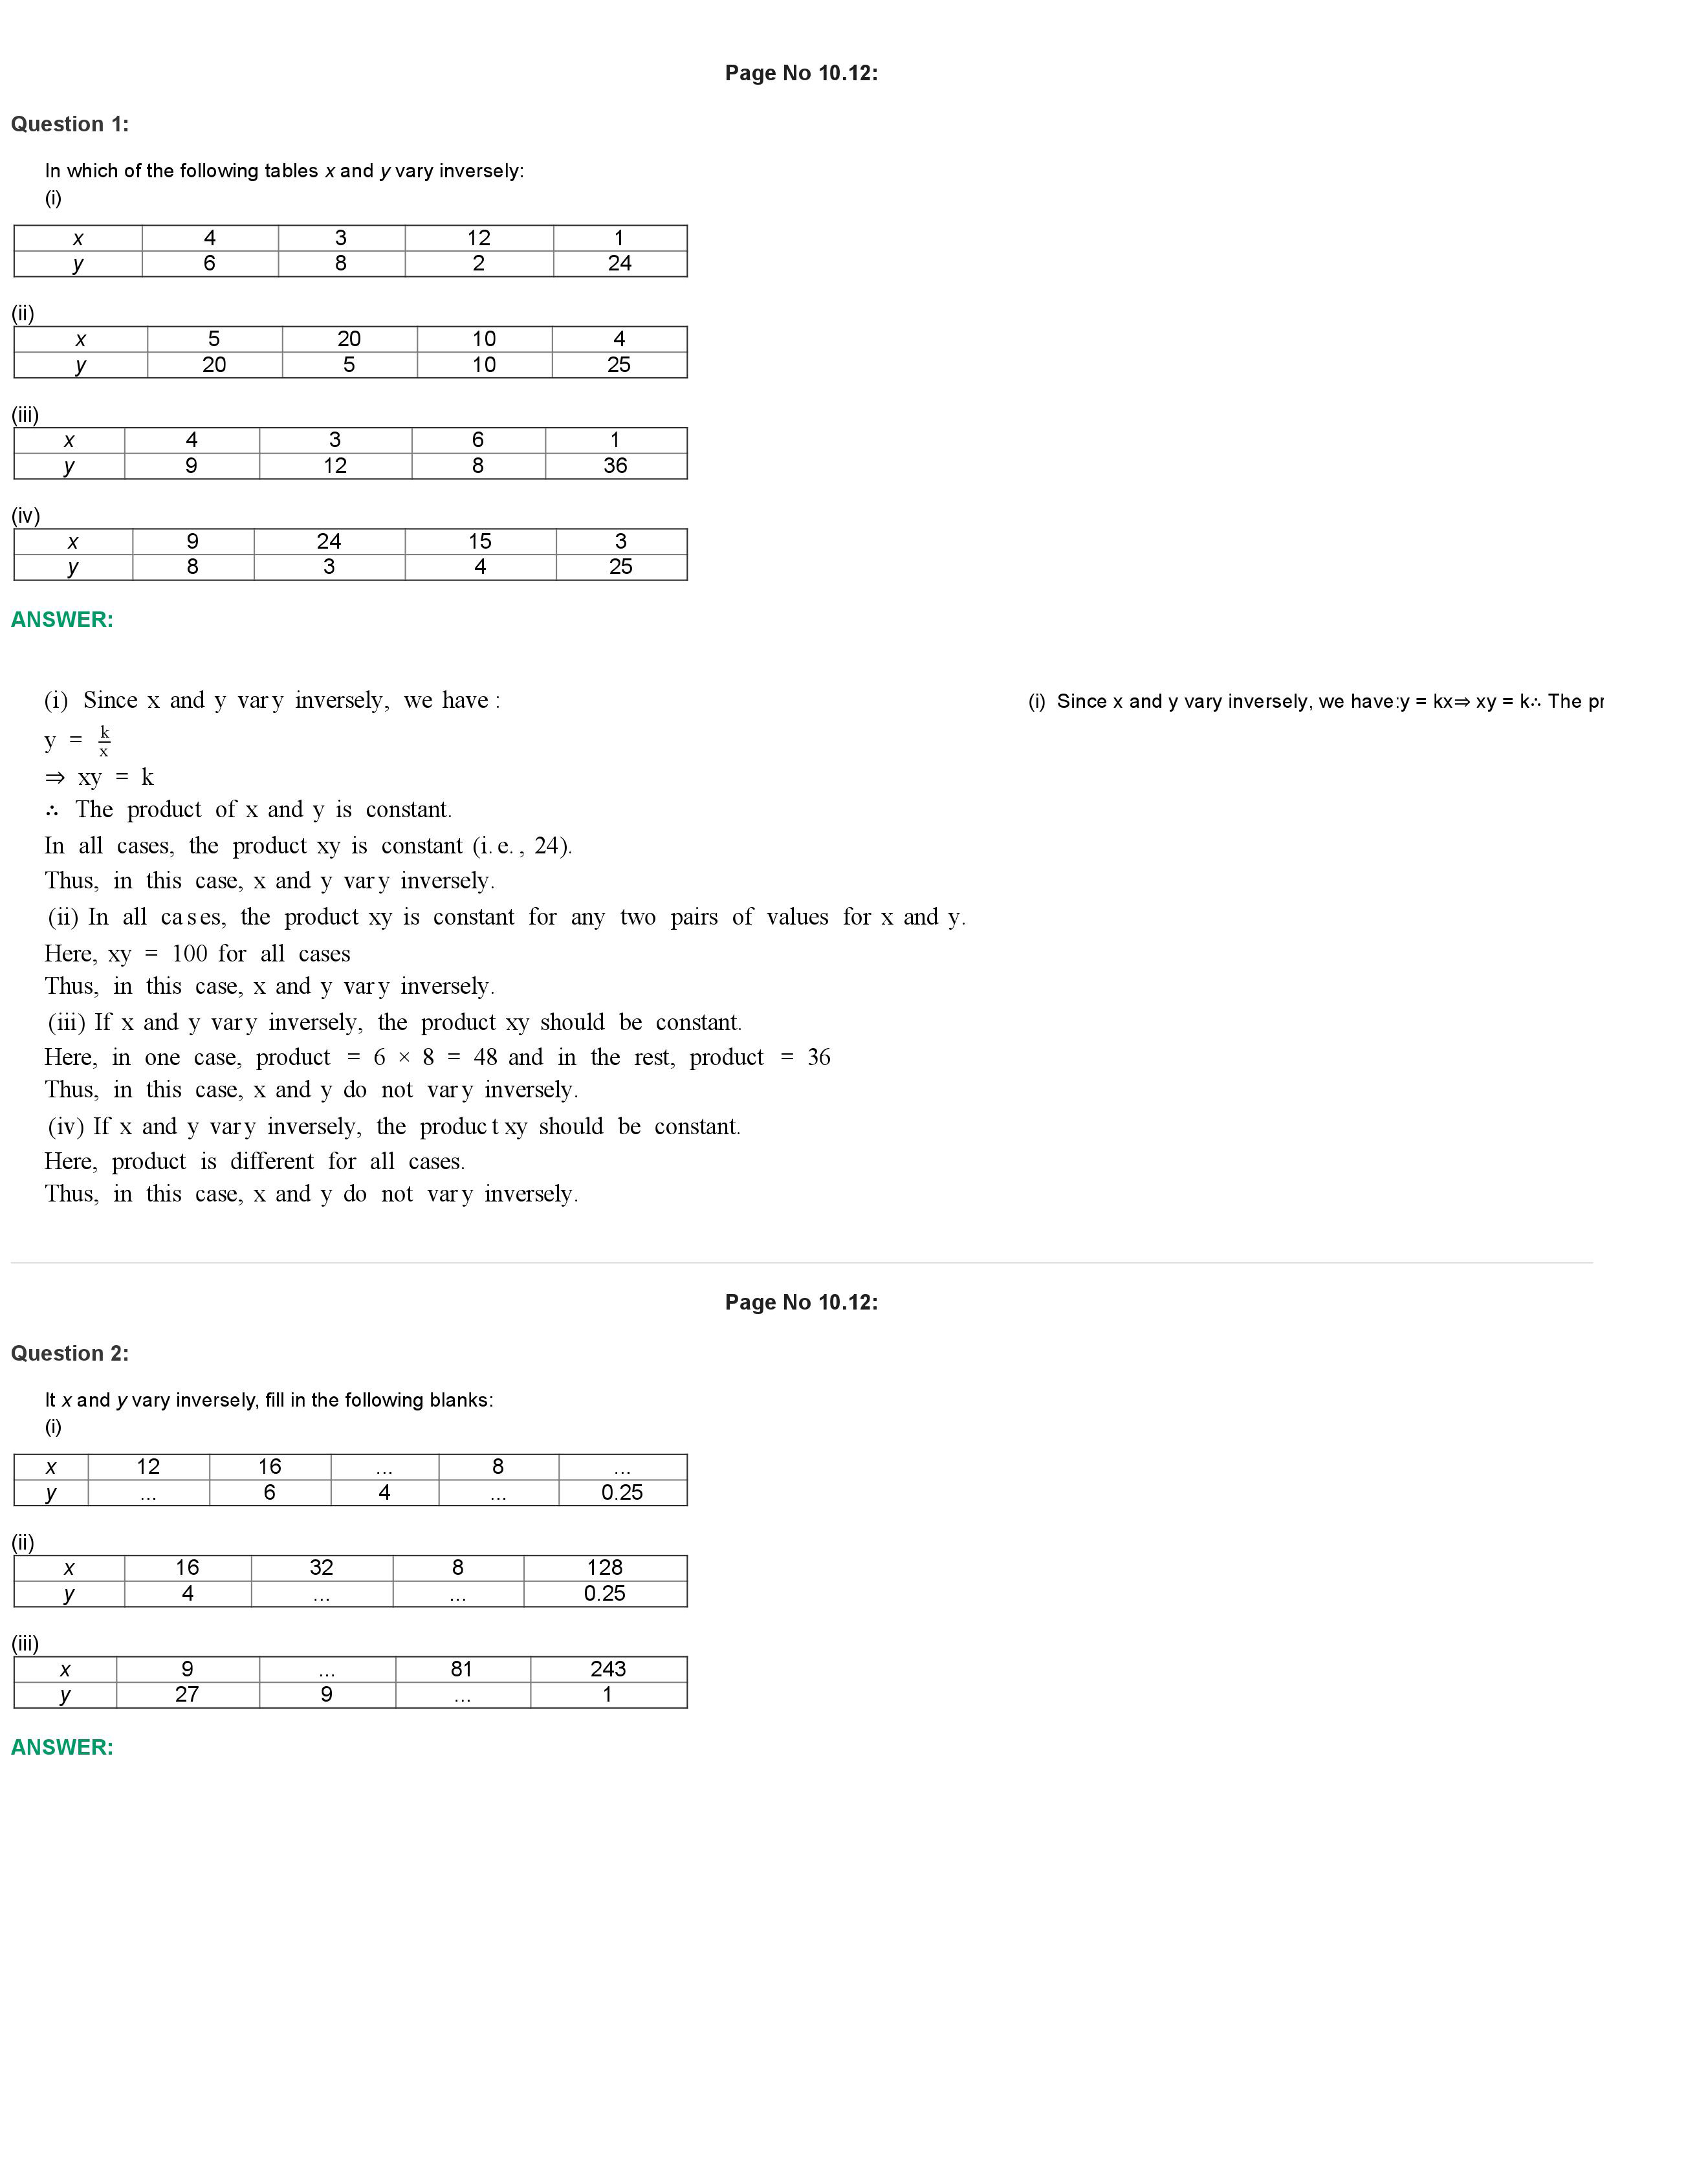 Page No 10.12:
Question 1:
In which of the following tables x and y vary inversely:
(i)
x 4 3 12 1
y 6 8 2 24
(ii)
x 5 20 10 4
y 20 5 10 25
(iii)
x 4 3 6 1
y 9 12 8 36
(iv)
x 9 24 15 3
y 8 3 4 25
ANSWER:
(i) Since x and y vary inversely, we have :
y = k/x
⇒ xy = k
∴ The product of x and y is constant.
In all cases, the product xy is constant (i.e., 24).
Thus, in this case, x and y vary inversely.
(ii) In all cases, the product xy is constant for any two pairs of values for x and y.
Here, xy = 100 for all cases
Thus, in this case, x and y vary inversely.
(iii) If x and y vary inversely, the product xy should be constant.
Here, in one case, product = 6 × 8 = 48 and in the rest, product = 36
Thus, in this case, x and y do not vary inversely.
(iv) If x and y vary inversely, the product xy should be constant.
Here, product is different for all cases.
Thus, in this case, x and y do not vary inversely.
(i) Since x and y vary inversely, we have:y = kx⇒ xy = k∴ The pr
Page No 10.12:
Question 2:
It x and y vary inversely, fill in the following blanks:
(i)
x 12 16 ... 8 ...
y ... 6 4 ... 0.25
(ii)
x 16 32 8 128
y 4 ... ... 0.25
(iii)
x 9 ... 81 243
y 27 9 ... 1
ANSWER: